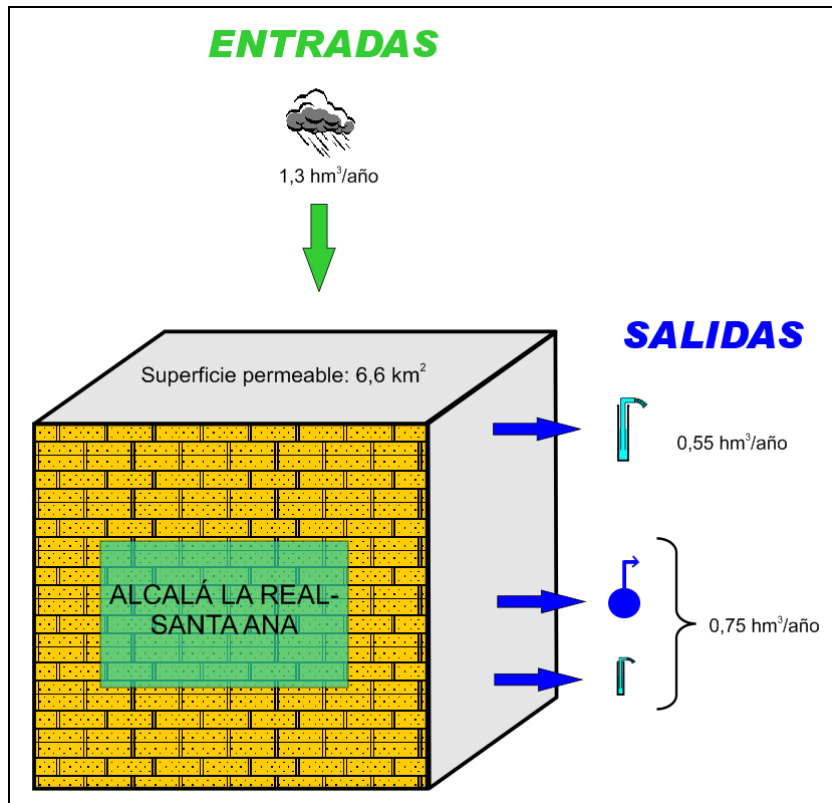 ENTRADAS
1,3 hm³/año
SALIDAS
Superficie permeable: 6,6 km²
0,55 hm³/año
ALCALÁ LA REAL-
SANTA ANA
0,75 hm³/año